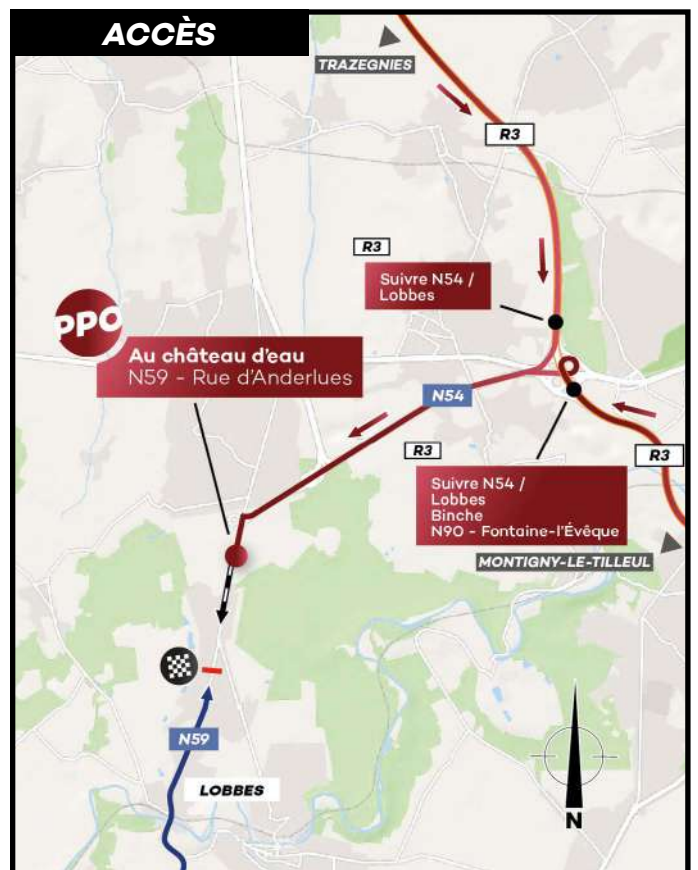 ACCÈS
TRAZEGNIES
R3
R3
Suivre N54 /
Lobbes
PPO
Au château d'eau
N59 - Rue d'Anderlues
N54
R3
R3
Suivre N54 /
Lobbes
Binche
N90 - Fontaine-l'Évêque
MONTIGNY-LE-TILLEUL
N59
LOBBES
N